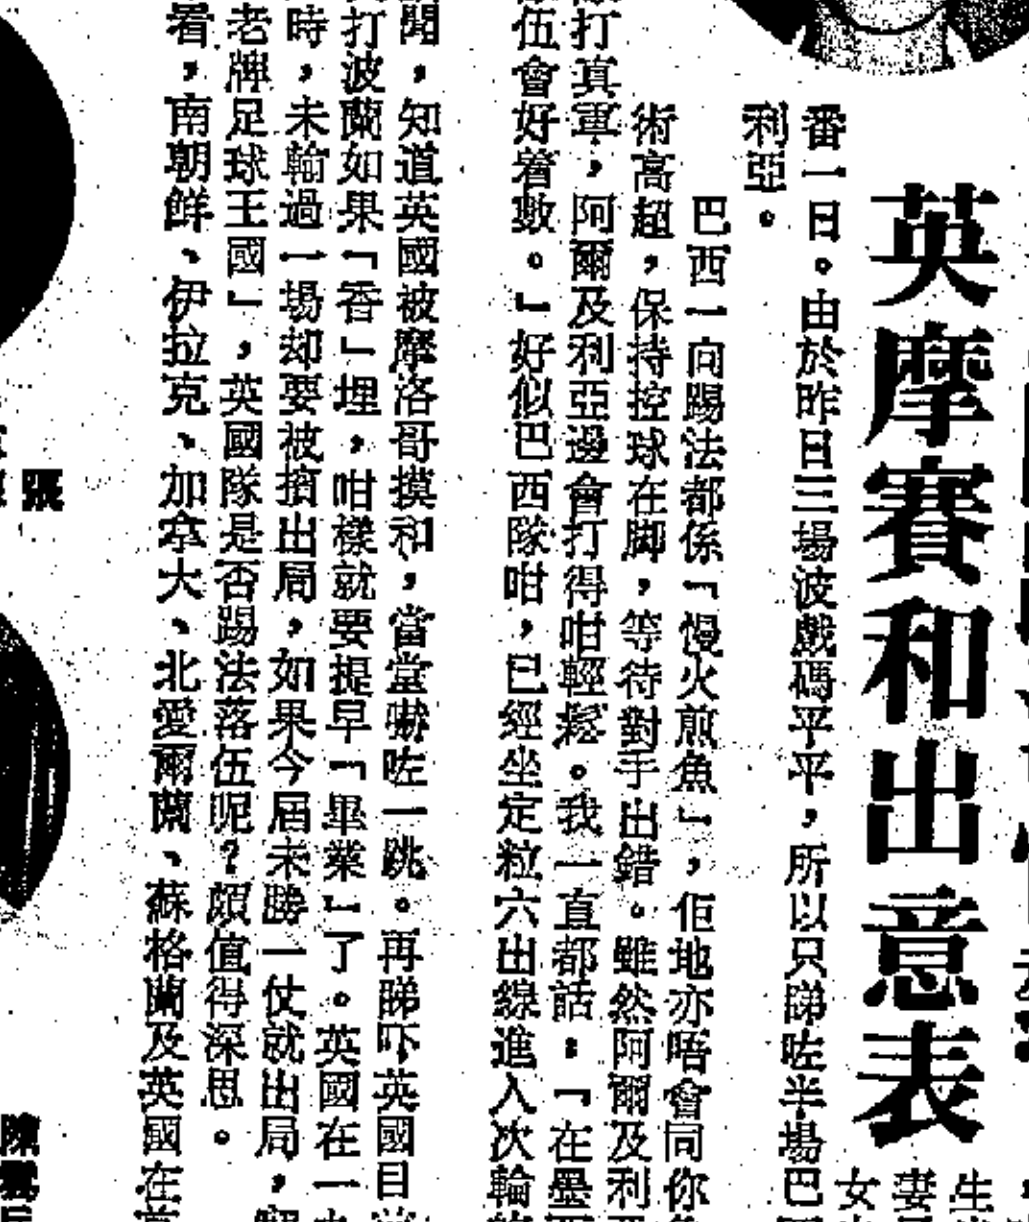 英摩賽和出意表
生
妻
女
番一日。由於昨日三場波戲碼平平，所以只睇咗半場巴
利亞。
巴西一向踢法都係「慢火煎魚」，佢地亦唔會同你
術高超，保持控球在脚，等待對手出錯。雖然阿爾及利
打真軍，阿爾及利亞邊會打得咁輕鬆。我一直都話：「在墨
伍會好着數。」好似巴西隊咁，已經坐定粒六出線進入次輪
聞，知道英國被摩洛哥摸和，當堂嚇咗一跳。再睇吓英國目
打波蘭如果「香」埋，咁樣就要提早「畢業」了。英國在一
時，未輸過一場却要被擯出局，如果今屆未勝一仗就出局，
老牌足球王國」，英國隊是否踢法落伍呢？頗值得深思。
看，南朝鮮、伊拉克、加拿大、北愛爾蘭、蘇格蘭及英國在
張
陳